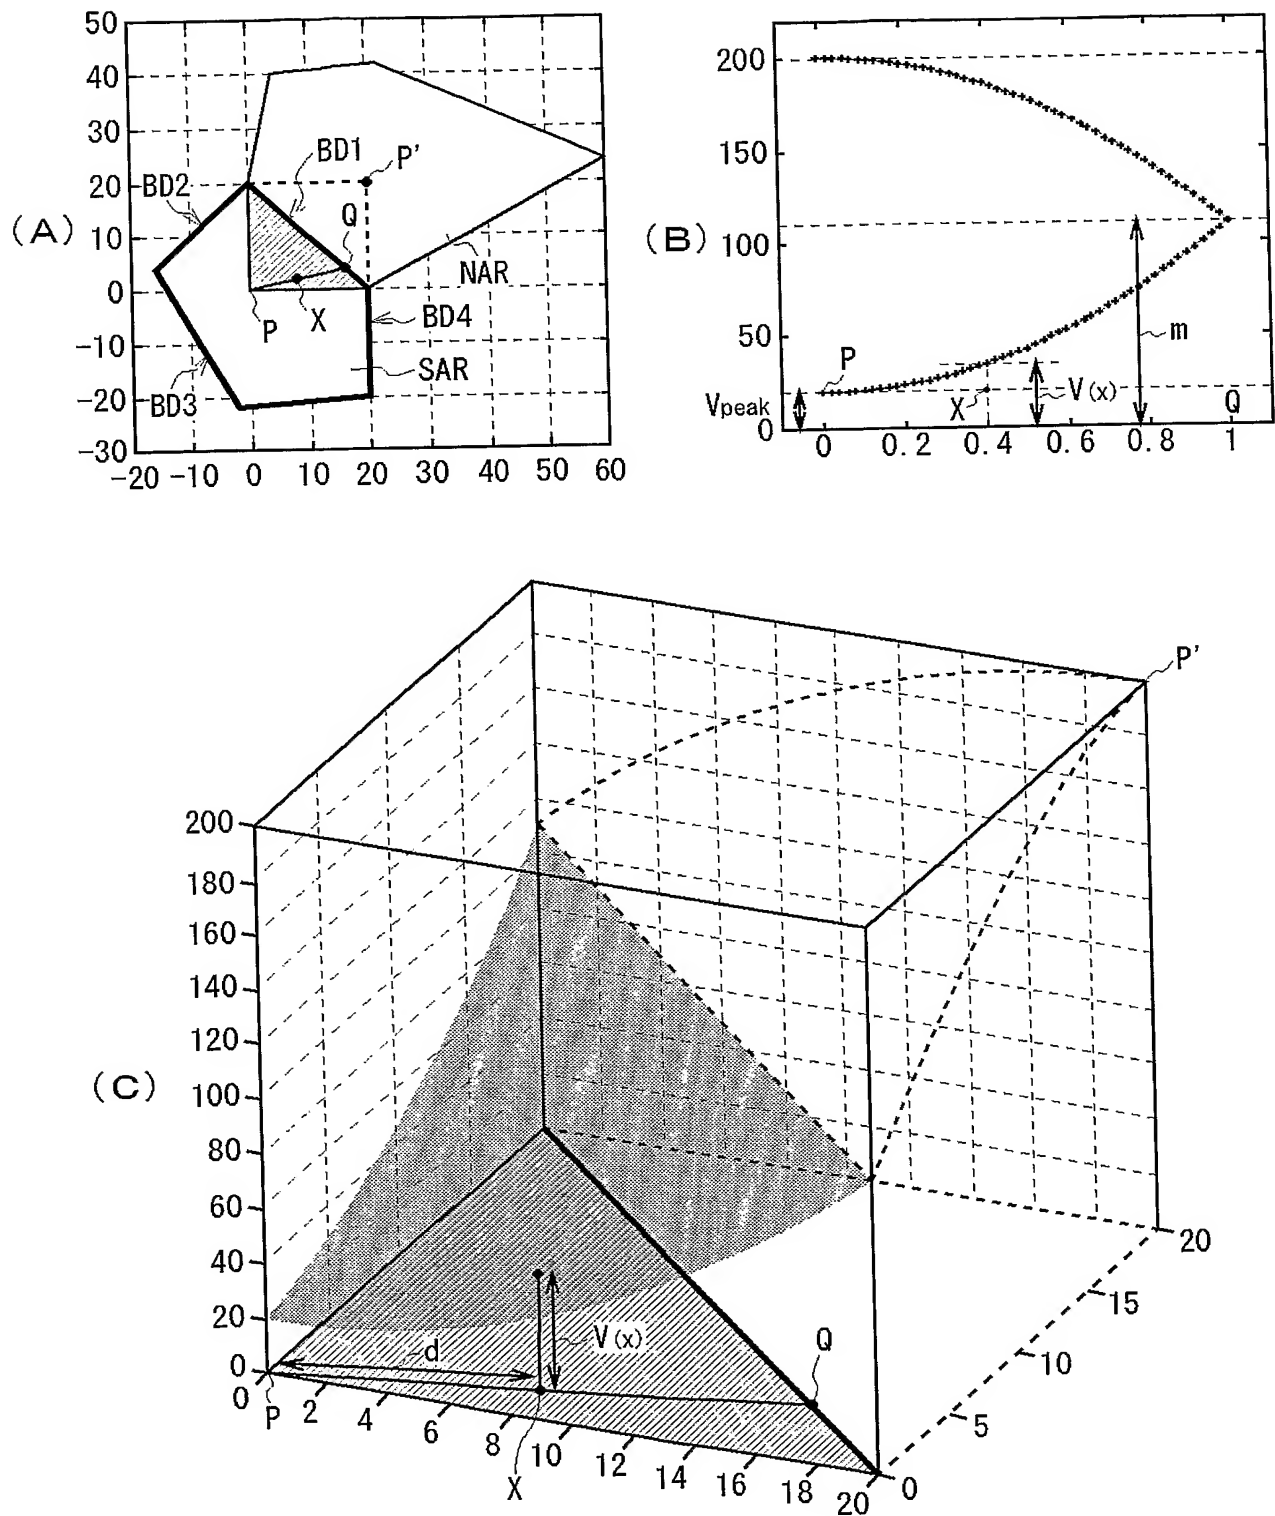 (A)
50
40
30
20
10
0
-10
-20
-30
-20 -10 0 10 20 30 40 50 60
BD1
P'
BD2
Q
NAR
P
X
BD4
SAR
BD3
(B)
200
150
100
50
0
P
m
Vpeak
X
V(x)
Q
0 0.2 0.4 0.6 0.8 1
(C)
P'
200
180
160
140
120
100
80
60
40
20
0
0
P
2
4
6
8
10
12
14
16
18
20
0
5
10
15
20
d
V(x)
Q
X